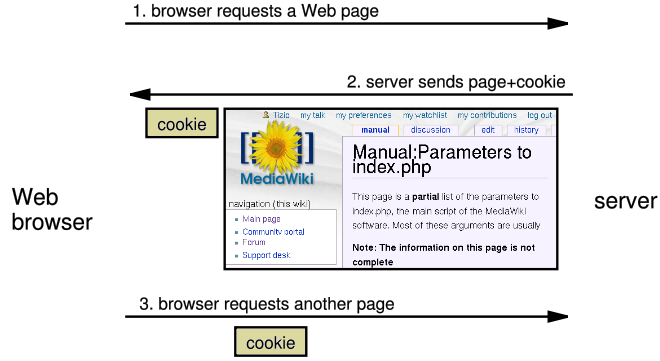 1. browser requests a Web page
2. server sends page+cookie
cookie
Tizio my talk my preferences my watchlist my contributions log out
manual discussion edit history
[[ ]]
MediaWiki
Manual:Parameters to
index.php
This page is a partial list of the parameters to
index.php, the main script of the MediaWiki
software. Most of these arguments are usually
Note: The information on this page is not
complete
navigation (this wiki)
Main page
Community portal
Forum
Support desk
Web
browser
server
3. browser requests another page
cookie